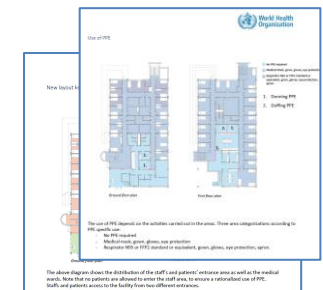 World Health
Organization
Use of PPE
No PPE required
Medical mask, gown, gloves, eye protection
1. Donning PPE
2. Doffing PPE
Ground floor plan
First floor plan
The use of PPE depends on the activities carried out in the areas. Three area categorizations according to
PPE specific use:
- No PPE required
- Medical mask, gown, gloves, eye protection
- Respirator N95 or FFP2 standard or equivalent, gown, gloves, eye protection, apron.
New layout
The above diagram shows the distribution of the staff's and patients' entrance area as well as the medical
wards. Note that no patients are allowed to enter the staff area, to ensure a rationalized use of PPE.
Staffs and patients access to the facility from two different entrances.